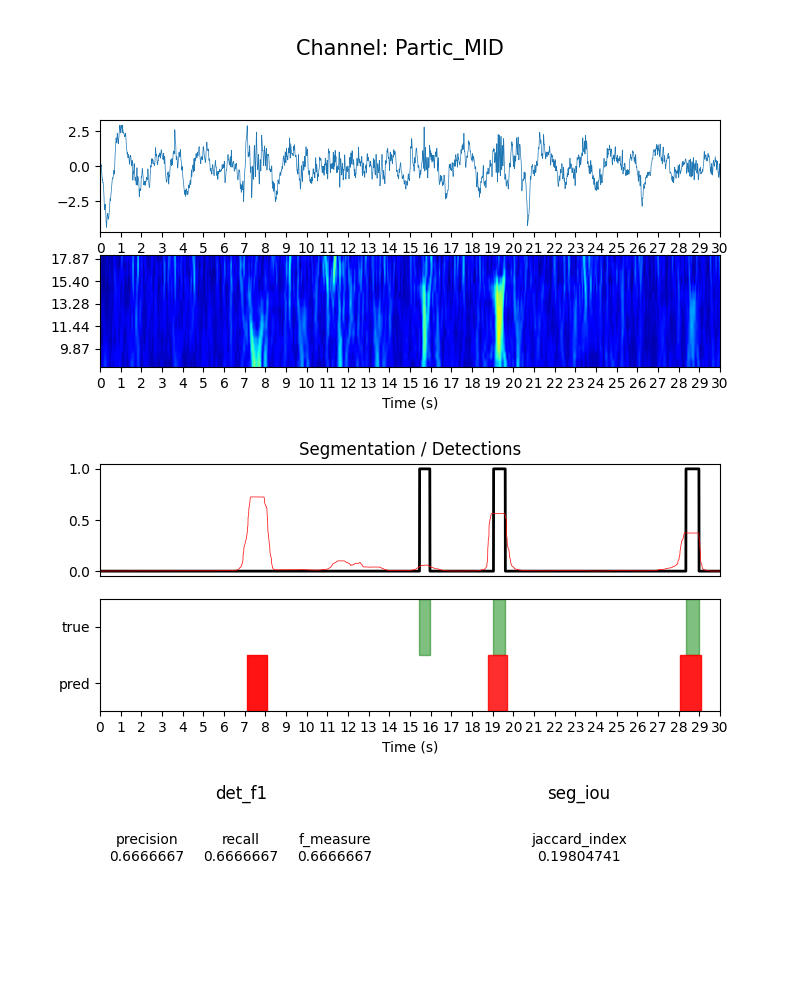 Channel: Partic_MID
2.5
0.0
−2.5
0 1 2 3 4 5 6 7 8 9 10 11 12 13 14 15 16 17 18 19 20 21 22 23 24 25 26 27 28 29 30
17.87
15.40
13.28
11.44
9.87
0 1 2 3 4 5 6 7 8 9 10 11 12 13 14 15 16 17 18 19 20 21 22 23 24 25 26 27 28 29 30
Time (s)
Segmentation / Detections
1.0
0.5
0.0
true
pred
0 1 2 3 4 5 6 7 8 9 10 11 12 13 14 15 16 17 18 19 20 21 22 23 24 25 26 27 28 29 30
Time (s)
det_f1 seg_iou
precision recall f_measure jaccard_index
0.6666667 0.6666667 0.6666667 0.19804741